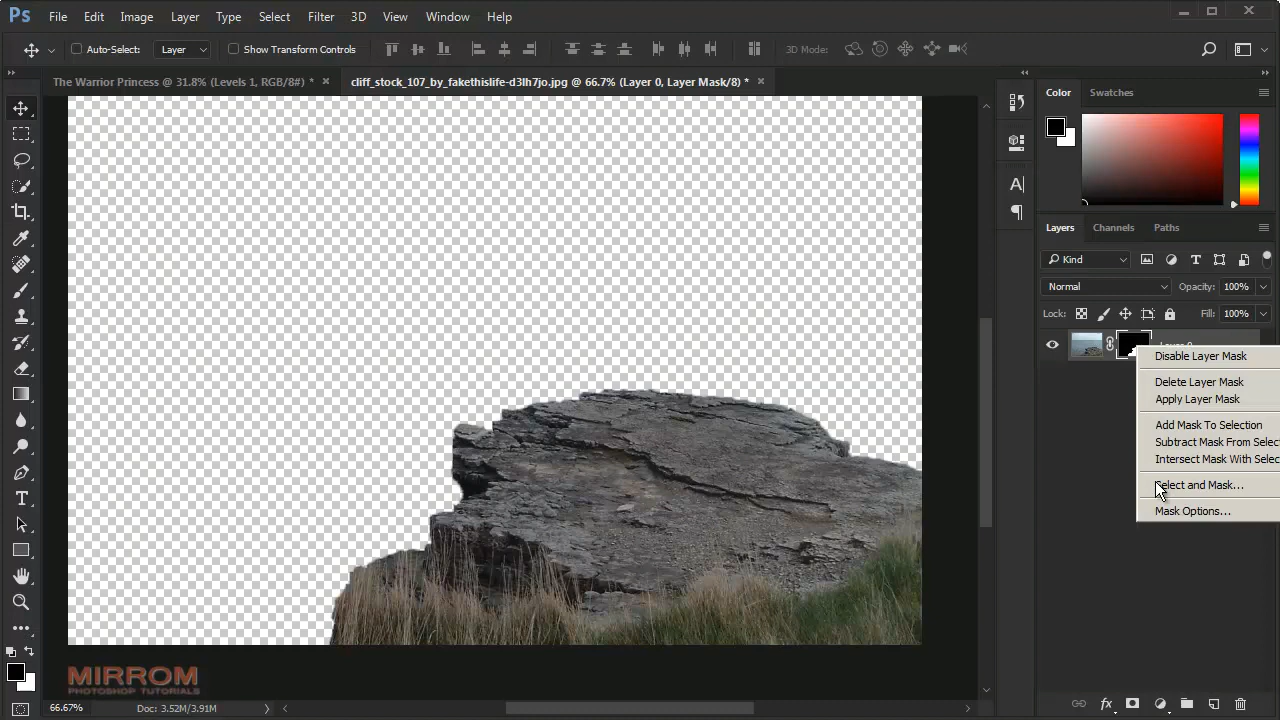 Ps File Edit Image Layer Type Select Filter 3D View Window Help
Auto-Select: Layer Show Transform Controls 3D Mode:
The Warrior Princess @ 31.8% (Levels 1, RGB/8#) * × cliff_stock_107_by_fakethislife-d3lh7jo.jpg @ 66.7% (Layer 0, Layer Mask/8) * ×
Color Swatches
Layers Channels Paths
Kind
Normal Opacity: 100%
Lock: Fill: 100%
Disable Layer Mask
Delete Layer Mask
Apply Layer Mask
Add Mask To Selection
Subtract Mask From Selec
Intersect Mask With Selec
and Mask...
Mask Options...
MIRROM
PHOTOSHOP TUTORIALS
66.67% Doc: 3.52M/3.91M